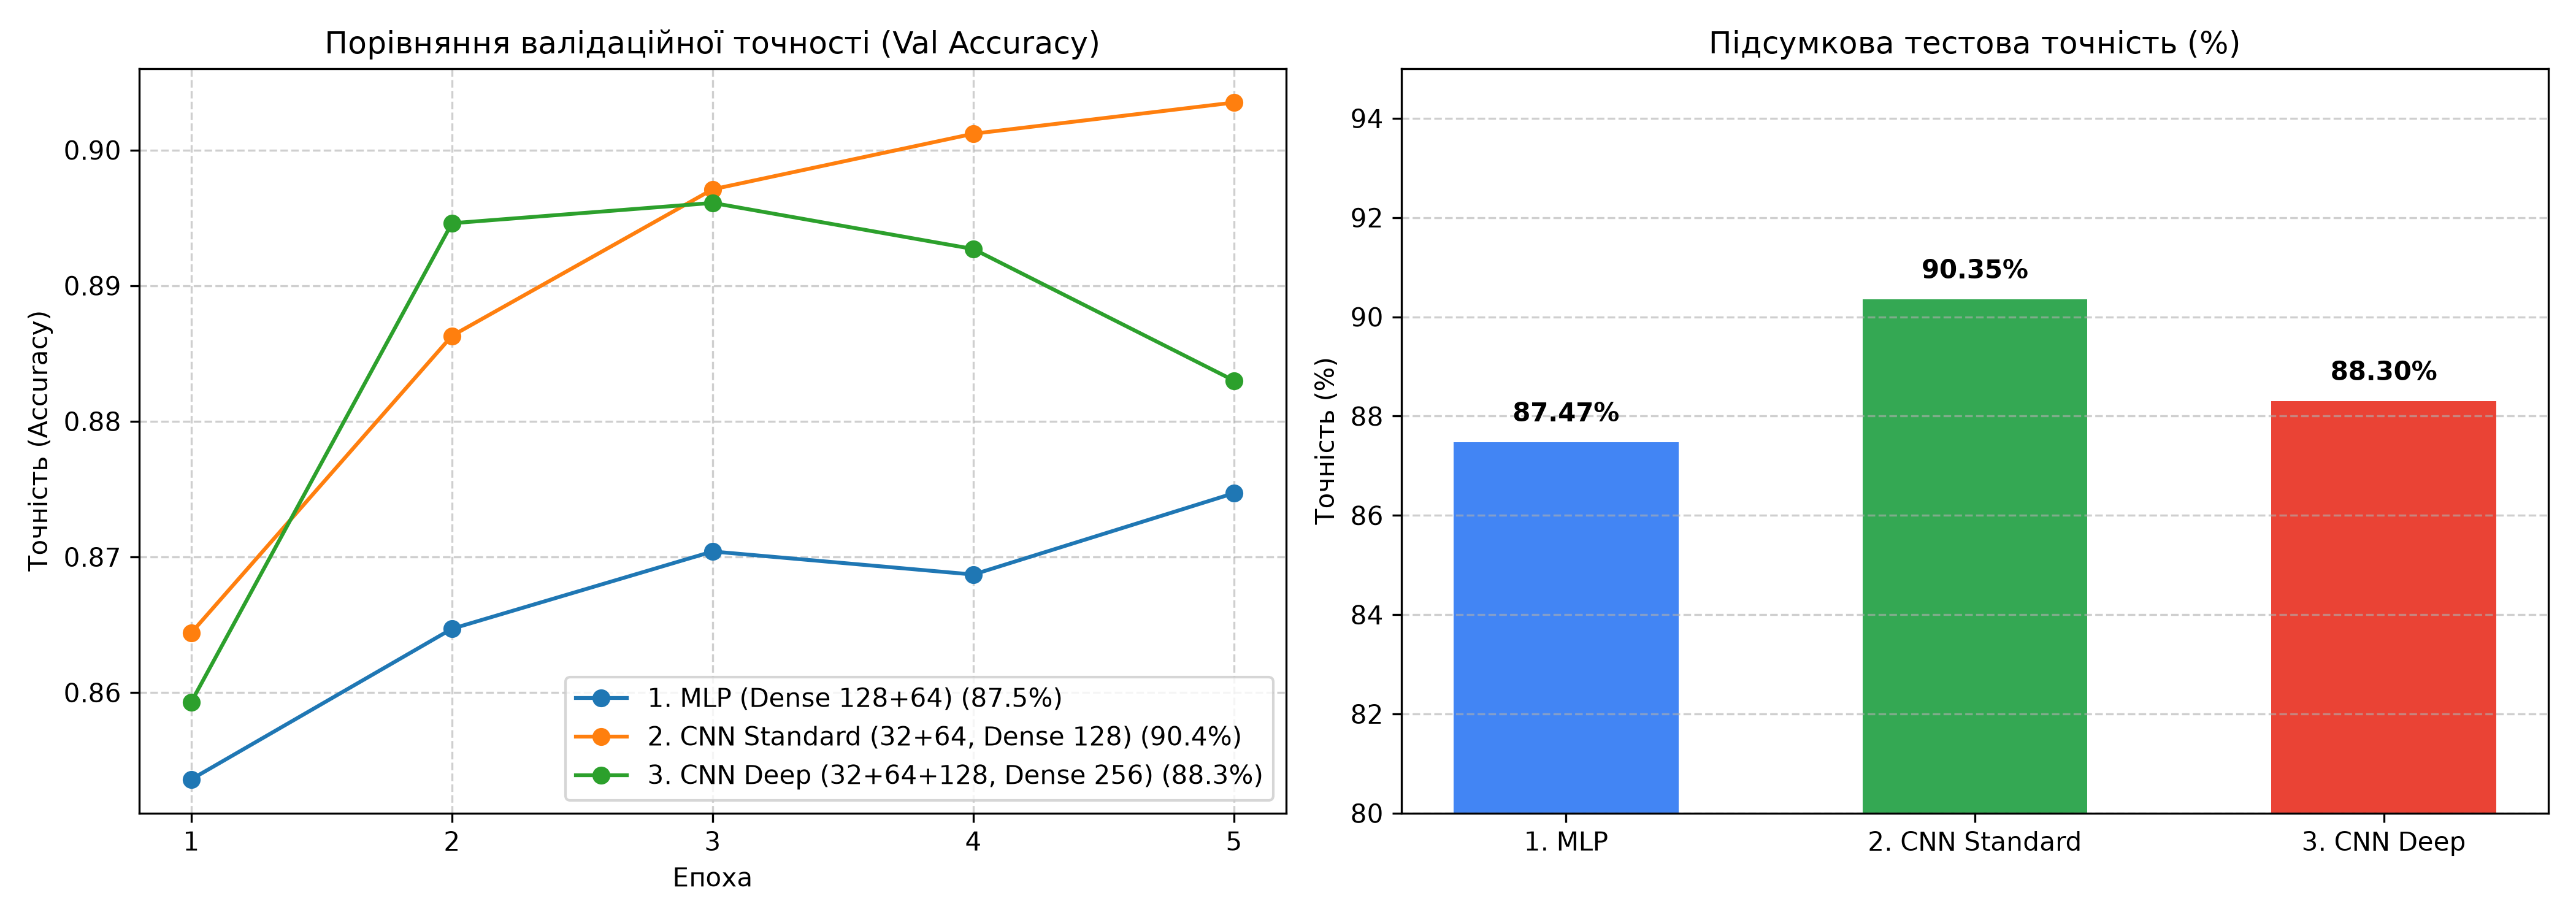 Порівняння валідаційної точності (Val Accuracy)
Точність (Accuracy)
0.90
0.89
0.88
0.87
0.86
1. MLP (Dense 128+64) (87.5%)
2. CNN Standard (32+64, Dense 128) (90.4%)
3. CNN Deep (32+64+128, Dense 256) (88.3%)
1 2 3 4 5
Епоха
Підсумкова тестова точність (%)
Точність (%)
94
92
90
88
86
84
82
80
87.47%
90.35%
88.30%
1. MLP 2. CNN Standard 3. CNN Deep